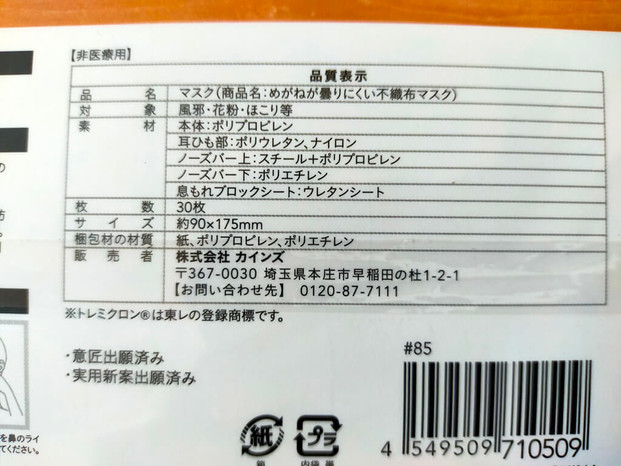 【非医療用】
品質表示
品名 マスク(商品名:めがねが曇りにくい不織布マスク)
対象 風邪・花粉・ほこり等
素材 本体:ポリプロピレン
耳ひも部:ポリウレタン、ナイロン
ノーズバー上:スチール+ポリプロピレン
ノーズバー下:ポリエチレン
息もれブロックシート:ウレタンシート
枚数 30枚
サイズ 約90×175mm
梱包材の材質 紙、ポリプロピレン、ポリエチレン
販売者 株式会社 カインズ
〒367-0030 埼玉県本庄市早稲田の杜1-2-1
【お問い合わせ先】 0120-87-7111
※トレミクロン®は東レの登録商標です。
・意匠出願済み
・実用新案出願済み
#85
紙
プラ
4 549509 710509
を鼻のライ
てください。